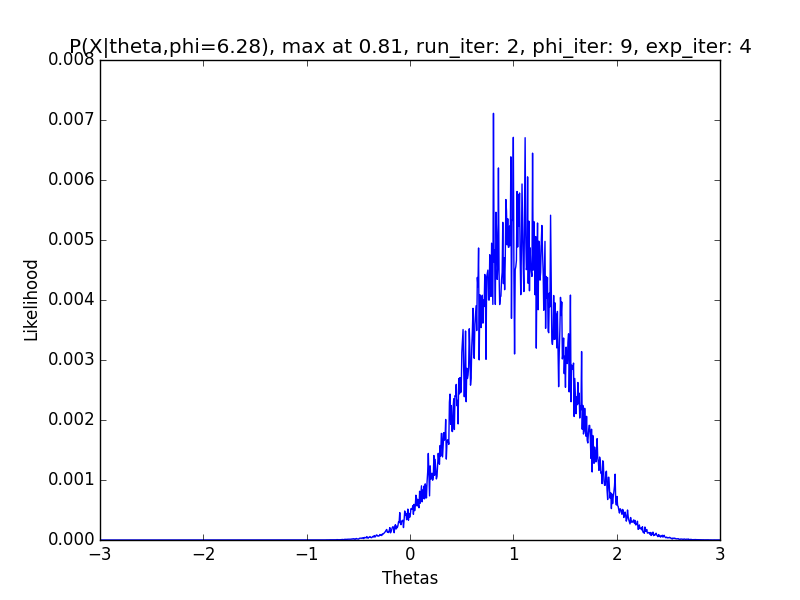 P(X|theta,phi=6.28), max at 0.81, run_iter: 2, phi_iter: 9, exp_iter: 4
0.008
0.007
0.006
0.005
0.004
0.003
0.002
0.001
0.000
Likelihood
−3 −2 −1 0 1 2 3
Thetas